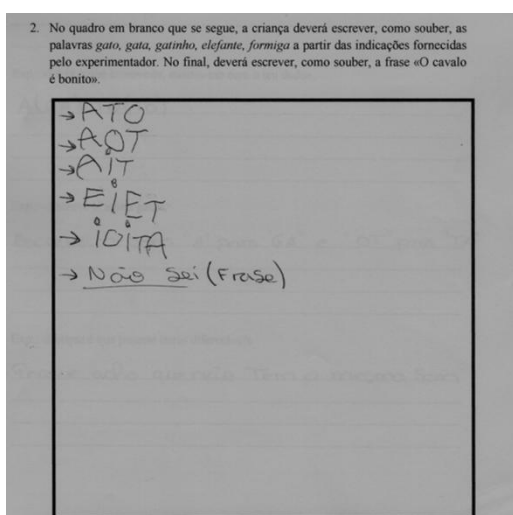 2. No quadro em branco que se segue, a criança deverá escrever, como souber, as
palavras gato, gata, gatinho, elefante, formiga a partir das indicações fornecidas
pelo experimentador. No final, deverá escrever, como souber, a frase «O cavalo
é bonito».
→ ATO
→ AOT
→ AIT
→ EIET
→ IOITA
→ Não sei (Frase)